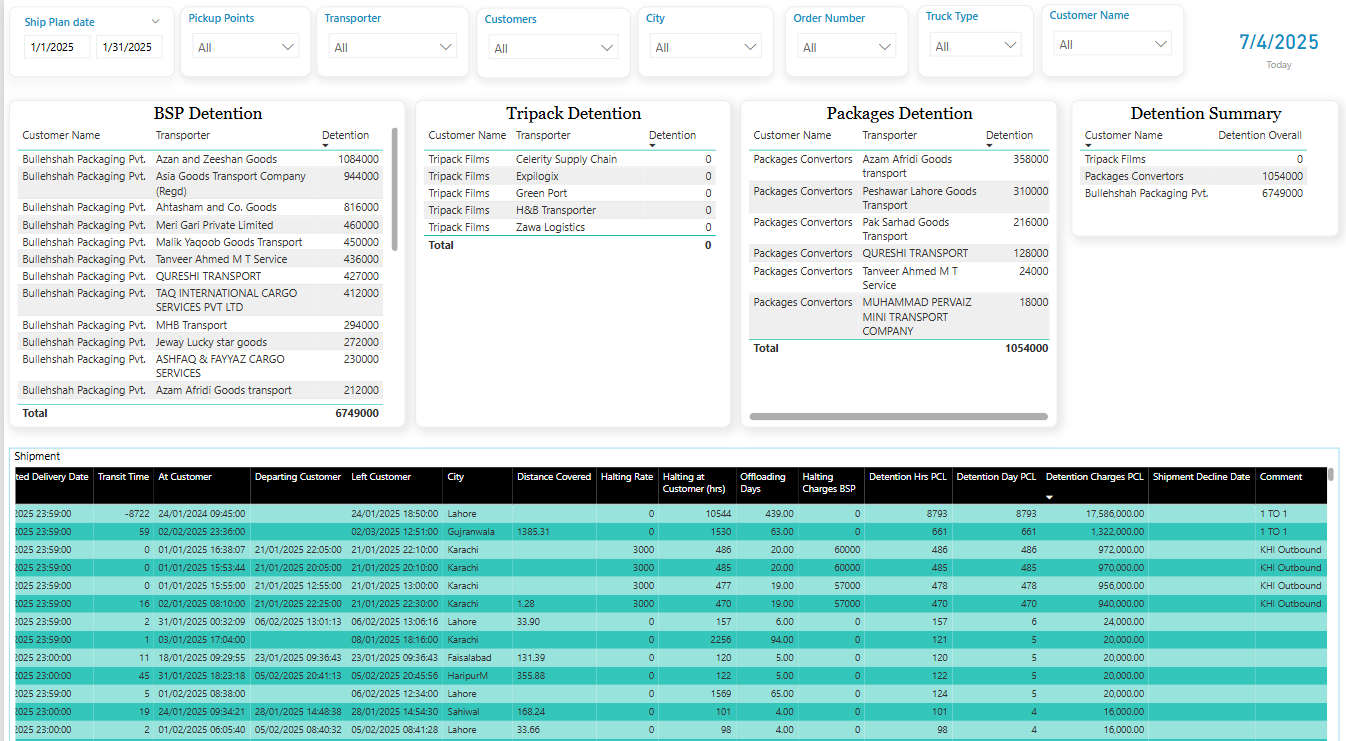 Ship Plan date
1/1/2025 1/31/2025
Pickup Points
All
Transporter
All
Customers
All
City
All
Order Number
All
Truck Type
All
Customer Name
All
7/4/2025
Today
BSP Detention
Customer Name Transporter Detention
Bullehshah Packaging Pvt. Azan and Zeeshan Goods 1084000
Bullehshah Packaging Pvt. Asia Goods Transport Company 944000
(Regd)
Bullehshah Packaging Pvt. Ahtasham and Co. Goods 816000
Bullehshah Packaging Pvt. Meri Gari Private Limited 460000
Bullehshah Packaging Pvt. Malik Yaqoob Goods Transport 450000
Bullehshah Packaging Pvt. Tanveer Ahmed M T Service 436000
Bullehshah Packaging Pvt. QURESHI TRANSPORT 427000
Bullehshah Packaging Pvt. TAQ INTERNATIONAL CARGO 412000
SERVICES PVT LTD
Bullehshah Packaging Pvt. MHB Transport 294000
Bullehshah Packaging Pvt. Jeway Lucky star goods 272000
Bullehshah Packaging Pvt. ASHFAQ & FAYYAZ CARGO 230000
SERVICES
Bullehshah Packaging Pvt. Azam Afridi Goods transport 212000
Total 6749000
Tripack Detention
Customer Name Transporter Detention
Tripack Films Celerity Supply Chain 0
Tripack Films Expilogix 0
Tripack Films Green Port 0
Tripack Films H&B Transporter 0
Tripack Films Zawa Logistics 0
Total 0
Packages Detention
Customer Name Transporter Detention
Packages Convertors Azam Afridi Goods 358000
transport
Packages Convertors Peshawar Lahore Goods 310000
Transport
Packages Convertors Pak Sarhad Goods 216000
Transport
Packages Convertors QURESHI TRANSPORT 128000
Packages Convertors Tanveer Ahmed M T 24000
Service
Packages Convertors MUHAMMAD PERVAIZ 18000
MINI TRANSPORT
COMPANY
Total 1054000
Detention Summary
Customer Name Detention Overall
Tripack Films 0
Packages Convertors 1054000
Bullehshah Packaging Pvt. 6749000
Shipment
ted Delivery Date Transit Time At Customer Departing Customer Left Customer City Distance Covered Halting Rate Halting at Offloading Halting Detention Hrs PCL Detention Day PCL Detention Charges PCL Shipment Decline Date Comment
Customer (hrs) Days Charges BSP
2025 23:59:00 -8722 24/01/2024 09:45:00 24/01/2025 18:50:00 Lahore 0 10544 439.00 0 8793 8793 17,586,000.00 1 TO 1
2025 23:59:00 59 02/02/2025 23:36:00 02/03/2025 12:51:00 Gujranwala 1385.31 0 1530 63.00 0 661 661 1,322,000.00 1 TO 1
2025 23:59:00 0 01/01/2025 16:38:07 21/01/2025 22:05:00 21/01/2025 22:10:00 Karachi 3000 486 20.00 60000 486 486 972,000.00 KHI Outbound
2025 23:59:00 0 01/01/2025 15:53:44 21/01/2025 20:05:00 21/01/2025 20:10:00 Karachi 3000 485 20.00 60000 485 485 970,000.00 KHI Outbound
2025 23:59:00 0 01/01/2025 15:55:00 21/01/2025 12:55:00 21/01/2025 13:00:00 Karachi 3000 477 19.00 57000 478 478 956,000.00 KHI Outbound
2025 23:59:00 16 02/01/2025 08:10:00 21/01/2025 22:25:00 21/01/2025 22:30:00 Karachi 1.28 3000 470 19.00 57000 470 470 940,000.00 KHI Outbound
2025 23:59:00 2 31/01/2025 00:32:09 06/02/2025 13:01:13 06/02/2025 13:06:16 Lahore 33.90 0 157 6.00 0 157 6 24,000.00
2025 23:59:00 1 03/01/2025 17:04:00 08/01/2025 18:16:00 Karachi 0 2256 94.00 0 121 5 20,000.00
2025 23:00:00 11 18/01/2025 09:29:55 23/01/2025 09:36:43 23/01/2025 09:36:43 Faisalabad 131.39 0 120 5.00 0 120 5 20,000.00
2025 23:00:00 45 31/01/2025 18:23:18 05/02/2025 20:41:13 05/02/2025 20:45:56 HaripurM 355.88 0 122 5.00 0 122 5 20,000.00
2025 23:59:00 5 01/02/2025 08:38:00 06/02/2025 12:34:00 Lahore 0 1569 65.00 0 124 5 20,000.00
2025 23:00:00 19 24/01/2025 09:34:21 28/01/2025 14:48:38 28/01/2025 14:54:30 Sahiwal 168.24 0 101 4.00 0 101 4 16,000.00
2025 23:00:00 2 01/02/2025 06:05:40 05/02/2025 08:40:32 05/02/2025 08:41:28 Lahore 33.66 0 98 4.00 0 98 4 16,000.00